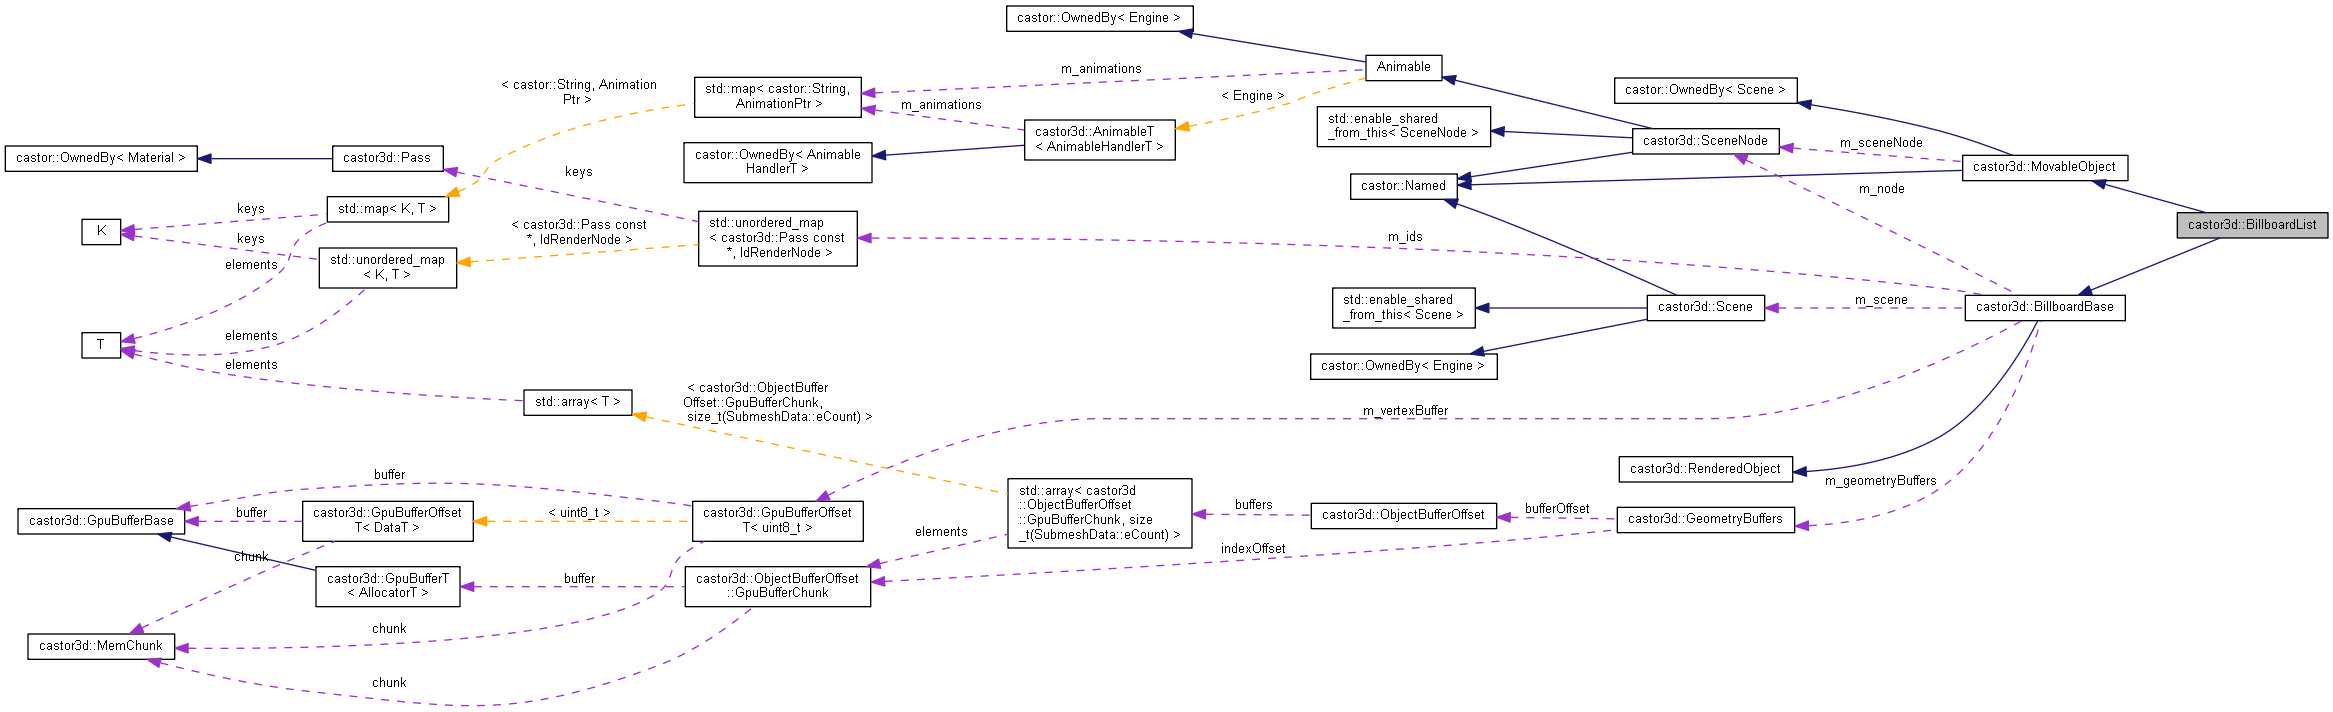 castor::OwnedBy< Engine >
Animable
m_animations
< castor::String, Animation
Ptr >
std::map< castor::String,
AnimationPtr >
castor::OwnedBy< Scene >
< Engine >
m_animations
std::enable_shared
_from_this< SceneNode >
castor3d::AnimableT
< AnimableHandlerT >
castor3d::SceneNode
m_sceneNode
castor::OwnedBy< Material >
castor3d::Pass
castor::OwnedBy< Animable
HandlerT >
castor3d::MovableObject
keys
castor::Named
m_node
keys
std::map< K, T >
K
keys
< castor3d::Pass const
*, IdRenderNode >
std::unordered_map
< castor3d::Pass const
*, IdRenderNode >
m_ids
castor3d::BillboardList
elements
std::unordered_map
< K, T >
std::enable_shared
_from_this< Scene >
castor3d::Scene
m_scene
castor3d::BillboardBase
T
elements
elements
castor::OwnedBy< Engine >
std::array< T >
< castor3d::ObjectBuffer
Offset::GpuBufferChunk,
size_t(SubmeshData::eCount) >
m_vertexBuffer
buffer
castor3d::RenderedObject
m_geometryBuffers
castor3d::GpuBufferBase
buffer
castor3d::GpuBufferOffset
T< DataT >
< uint8_t >
castor3d::GpuBufferOffset
T< uint8_t >
std::array< castor3d
::ObjectBufferOffset
::GpuBufferChunk, size
_t(SubmeshData::eCount) >
buffers
castor3d::ObjectBufferOffset
bufferOffset
castor3d::GeometryBuffers
elements
indexOffset
chunk
castor3d::GpuBufferT
< AllocatorT >
buffer
castor3d::ObjectBufferOffset
::GpuBufferChunk
castor3d::MemChunk
chunk
chunk